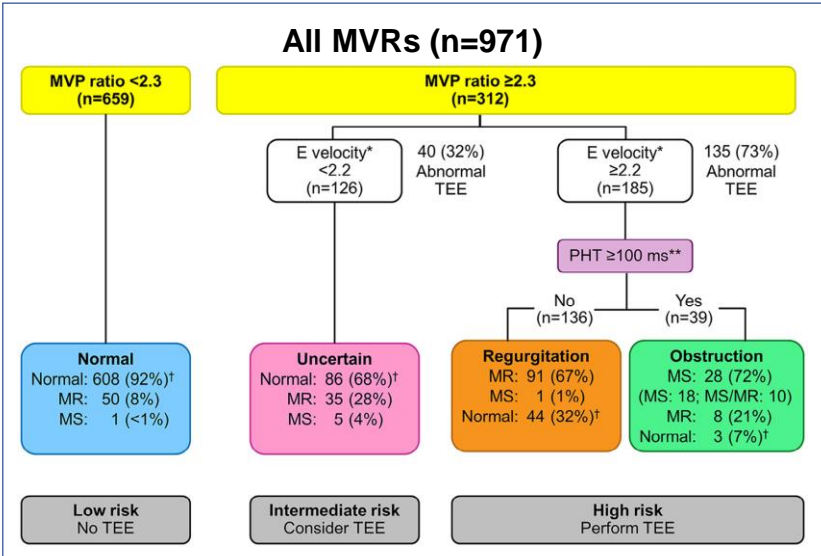 All MVRs (n=971)
MVP ratio <2.3
(n=659)
MVP ratio ≥2.3
(n=312)
E velocity*
<2.2
(n=126)
40 (32%)
Abnormal
TEE
E velocity*
≥2.2
(n=185)
135 (73%)
Abnormal
TEE
PHT ≥100 ms**
No
(n=136)
Yes
(n=39)
Normal
Normal: 608 (92%)†
MR: 50 (8%)
MS: 1 (<1%)
Uncertain
Normal: 86 (68%)†
MR: 35 (28%)
MS: 5 (4%)
Regurgitation
MR: 91 (67%)
MS: 1 (1%)
Normal: 44 (32%)†
Obstruction
MS: 28 (72%)
(MS: 18; MS/MR: 10)
MR: 8 (21%)
Normal: 3 (7%)†
Low risk
No TEE
Intermediate risk
Consider TEE
High risk
Perform TEE